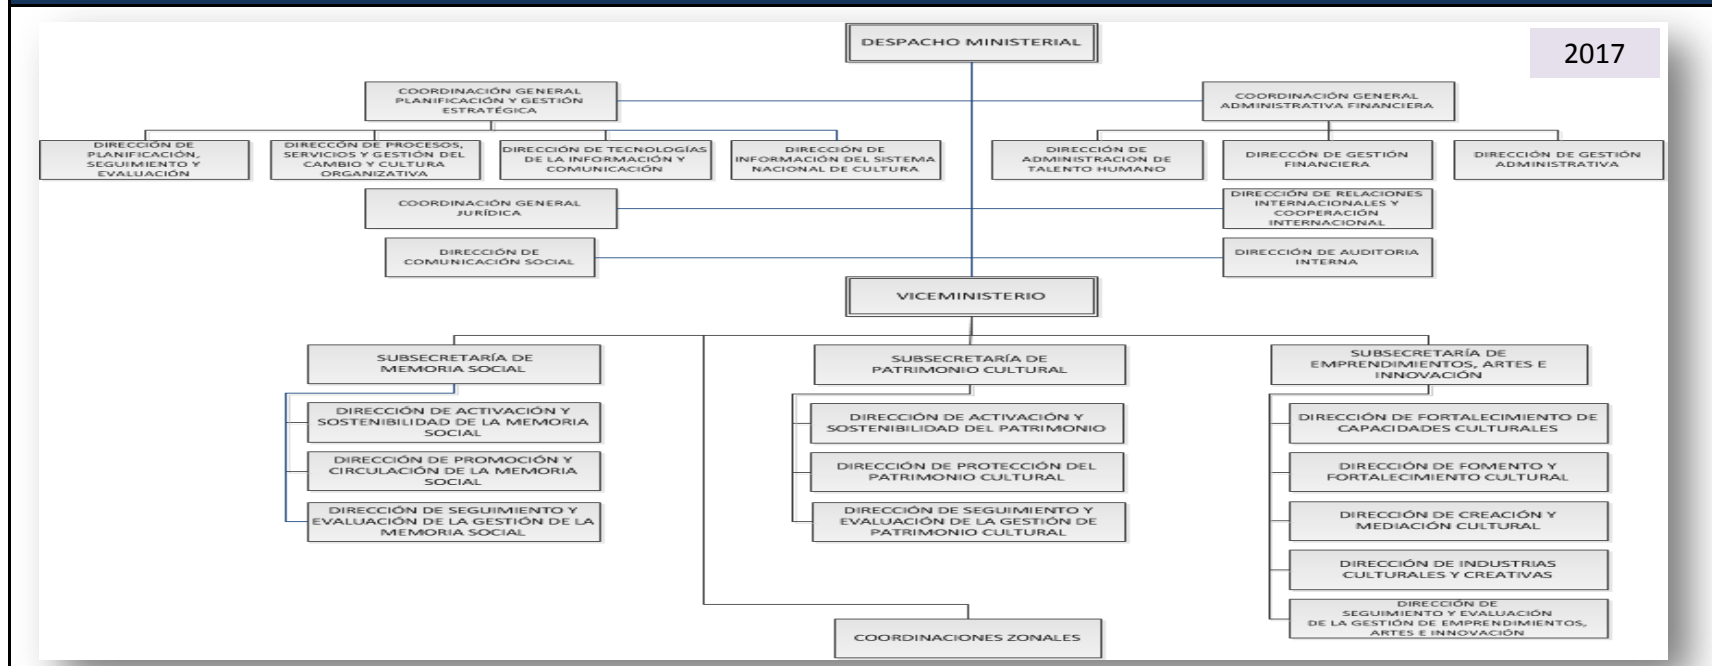 DESPACHO MINISTERIAL
2017
COORDINACIÓN GENERAL
PLANIFICACIÓN Y GESTIÓN
ESTRATÉGICA
COORDINACIÓN GENERAL
ADMINISTRATIVA FINANCIERA
DIRECCIÓN DE
PLANIFICACIÓN,
SEGUIMIENTO Y
EVALUACIÓN
DIRECCÓN DE PROCESOS,
SERVICIOS Y GESTIÓN DEL
CAMBIO Y CULTURA
ORGANIZATIVA
DIRECCIÓN DE TECNOLOGÍAS
DE LA INFORMACIÓN Y
COMUNICACIÓN
DIRECCIÓN DE
INFORMACIÓN DEL SISTEMA
NACIONAL DE CULTURA
DIRECCIÓN DE
ADMINISTRACION DE
TALENTO HUMANO
DIRECCÓN DE GESTIÓN
FINANCIERA
DIRECCIÓN DE GESTIÓN
ADMINISTRATIVA
COORDINACIÓN GENERAL
JURÍDICA
DIRECCIÓN DE RELACIONES
INTERNACIONALES Y
COOPERACIÓN
INTERNACIONAL
DIRECCIÓN DE
COMUNICACIÓN SOCIAL
DIRECCIÓN DE AUDITORIA
INTERNA
VICEMINISTERIO
SUBSECRETARÍA DE
MEMORIA SOCIAL
DIRECCIÓN DE ACTIVACIÓN Y
SOSTENIBILIDAD DE LA MEMORIA
SOCIAL
DIRECCIÓN DE PROMOCIÓN Y
CIRCULACIÓN DE LA MEMORIA
SOCIAL
DIRECCIÓN DE SEGUIMIENTO Y
EVALUACIÓN DE LA GESTIÓN DE LA
MEMORIA SOCIAL
SUBSECRETARÍA DE
PATRIMONIO CULTURAL
DIRECCIÓN DE ACTIVACIÓN Y
SOSTENIBILIDAD DEL PATRIMONIO
DIRECCIÓN DE PROTECCIÓN DEL
PATRIMONIO CULTURAL
DIRECCIÓN DE SEGUIMIENTO Y
EVALUACIÓN DE LA GESTIÓN DE
PATRIMONIO CULTURAL
SUBSECRETARÍA DE
EMPRENDIMIENTOS, ARTES E
INNOVACIÓN
DIRECCIÓN DE FORTALECIMIENTO DE
CAPACIDADES CULTURALES
DIRECCIÓN DE FOMENTO Y
FORTALECIMIENTO CULTURAL
DIRECCIÓN DE CREACIÓN Y
MEDIACIÓN CULTURAL
DIRECCIÓN DE INDUSTRIAS
CULTURALES Y CREATIVAS
DIRECCIÓN DE
SEGUIMIENTO Y EVALUACIÓN
DE LA GESTIÓN DE EMPRENDIMIENTOS,
ARTES E INNOVACIÓN
COORDINACIONES ZONALES